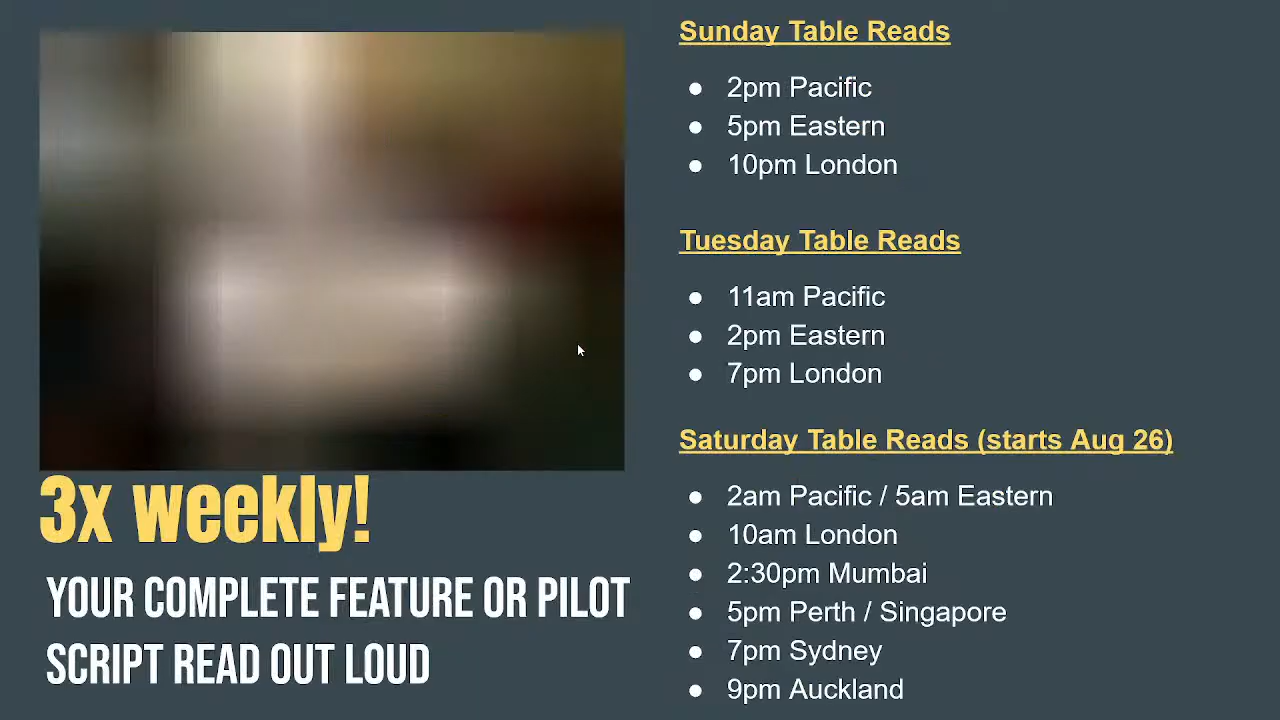 3x weekly!
YOUR COMPLETE FEATURE OR PILOT
SCRIPT READ OUT LOUD
Sunday Table Reads
● 2pm Pacific
● 5pm Eastern
● 10pm London
Tuesday Table Reads
● 11am Pacific
● 2pm Eastern
● 7pm London
Saturday Table Reads (starts Aug 26)
● 2am Pacific / 5am Eastern
● 10am London
● 2:30pm Mumbai
● 5pm Perth / Singapore
● 7pm Sydney
● 9pm Auckland